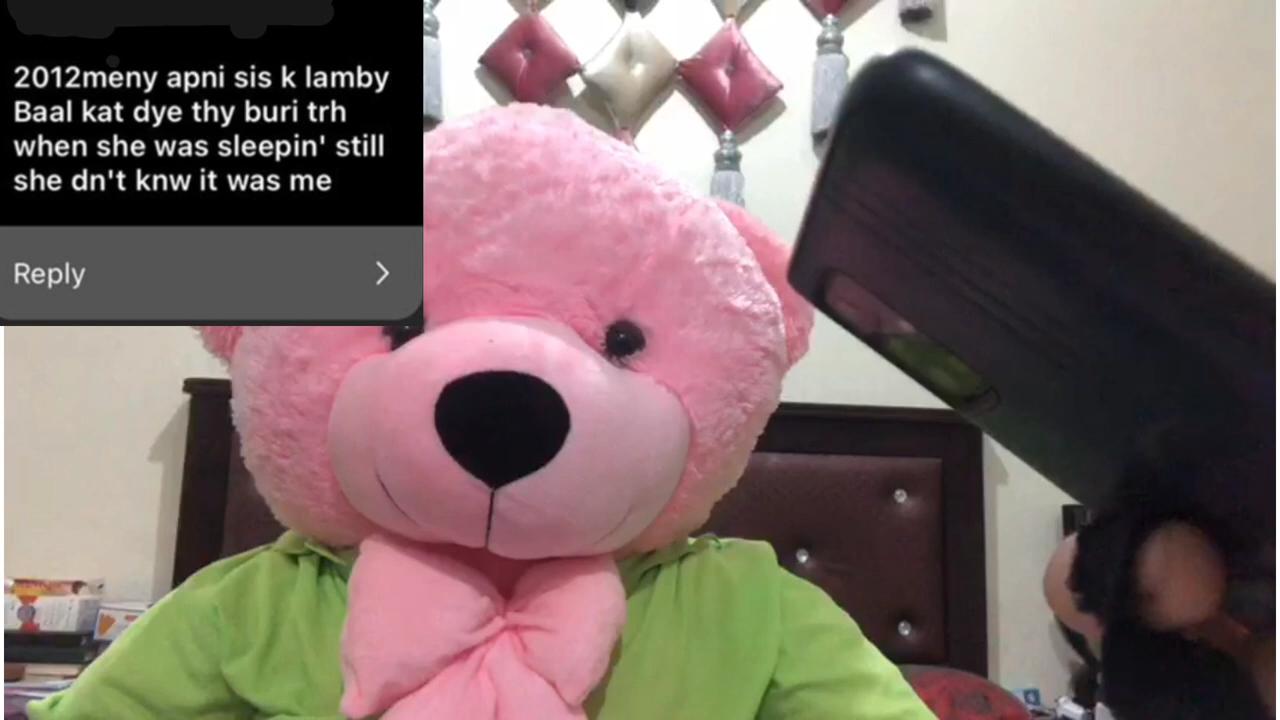 2012meny apni sis k lamby
Baal kat dye thy buri trh
when she was sleepin' still
she dn't knw it was me
Reply